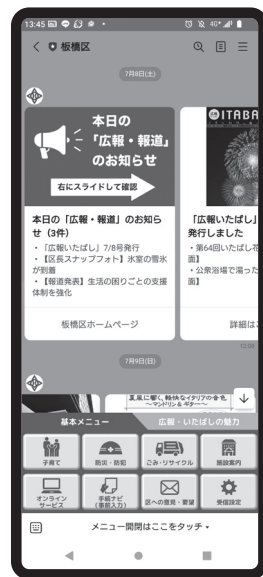 8:45
4G+
板橋区
7月8日(土)
本日の
「広報・報道」
のお知らせ
右にスライドして確認
ITABA
本日の「広報・報道」のお知ら
せ（3件）
・「広報いたばし」7/8号発行
・【区長スナップフォト】氷室の雪氷
が到着
・【報道発表】生活の困りごとの支援
体制を強化
板橋区ホームページ
「広報いたばし」
発行しました
・第64回いたばし花
面】
・公衆浴場で湯った
面】
詳細は
12:00
7月9日(日)
夏風に響く、軽快なイタリアの音色
～マンドリン&ギター～
基本メニュー
広報・いたばしの魅力
子育て
防災・防犯
ごみ・リサイクル
施設案内
オンライン
サービス
手続ナビ
(事前入力)
区への意見・要望
受信設定
メニュー開閉はここをタッチ